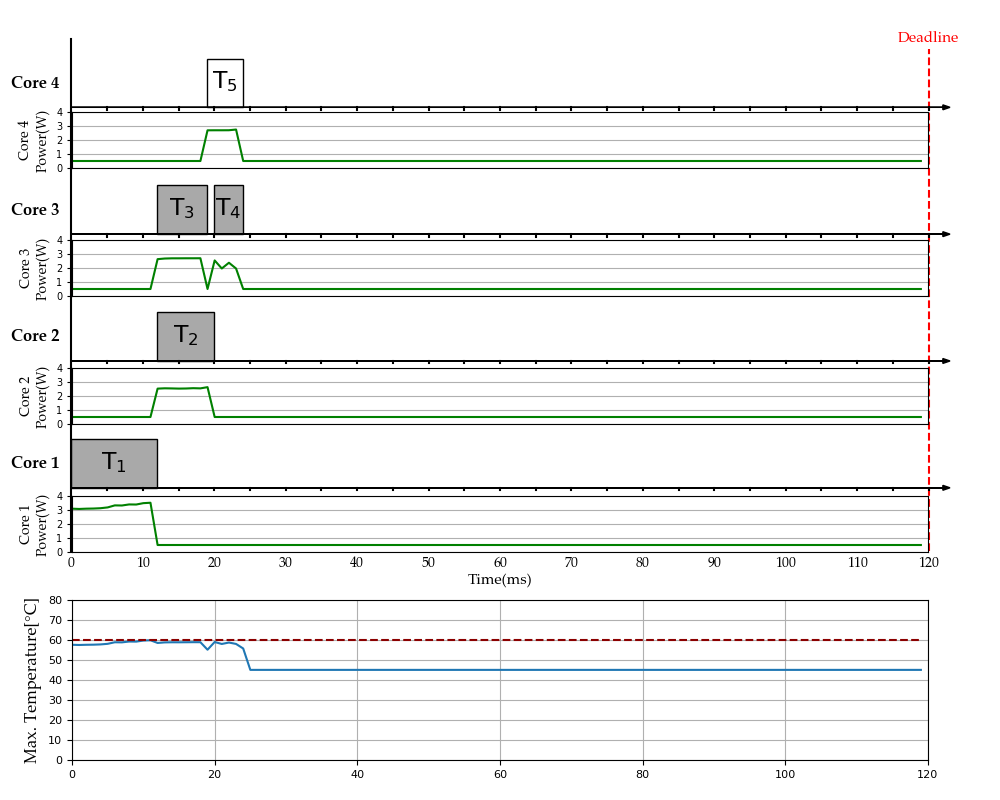 Deadline
Core 4
T5
Core 4
Power(W)
4
3
2
1
0
Core 3
T3
T4
Core 3
Power(W)
4
3
2
1
0
Core 2
T2
Core 2
Power(W)
4
3
2
1
0
Core 1
T1
Core 1
Power(W)
4
3
2
1
0
0 10 20 30 40 50 60 70 80 90 100 110 120
Time(ms)
Max. Temperature[°C]
80
70
60
50
40
30
20
10
0
0 20 40 60 80 100 120